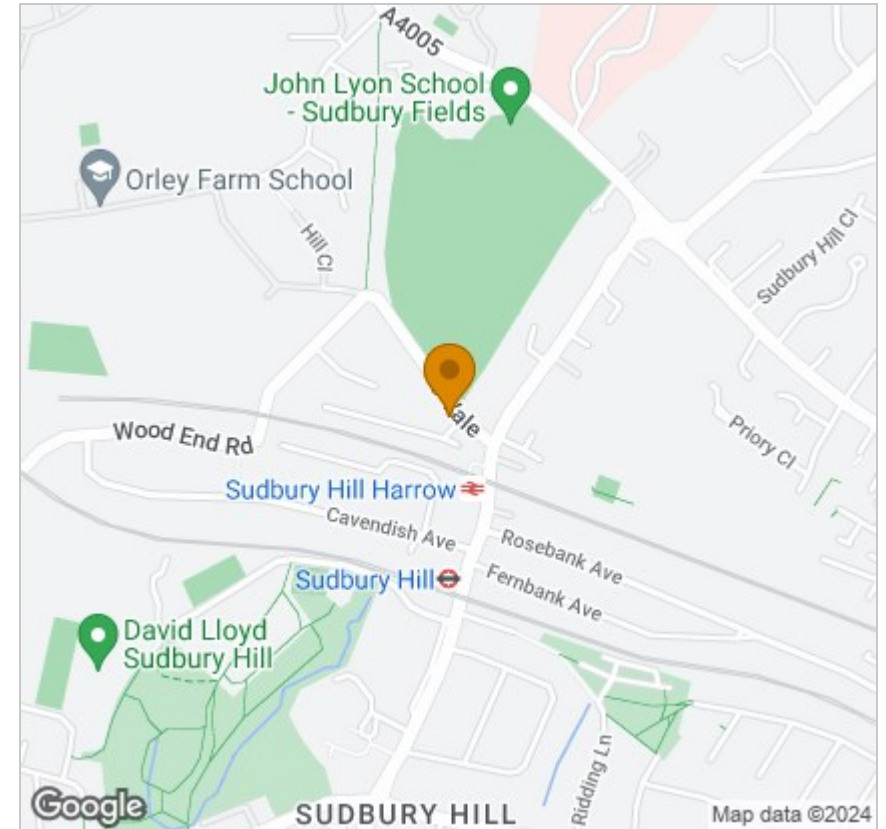 A4005
John Lyon School
- Sudbury Fields
Orley Farm School
Hill Cl
Sudbury Hill Cl
Wood End Rd
Priory Cl
Sudbury Hill Harrow
Cavendish Ave
Rosebank Ave
Sudbury Hill
Fernbank Ave
David Lloyd
Sudbury Hill
Ridding Ln
Google
SUDBURY HILL
Map data ©2024